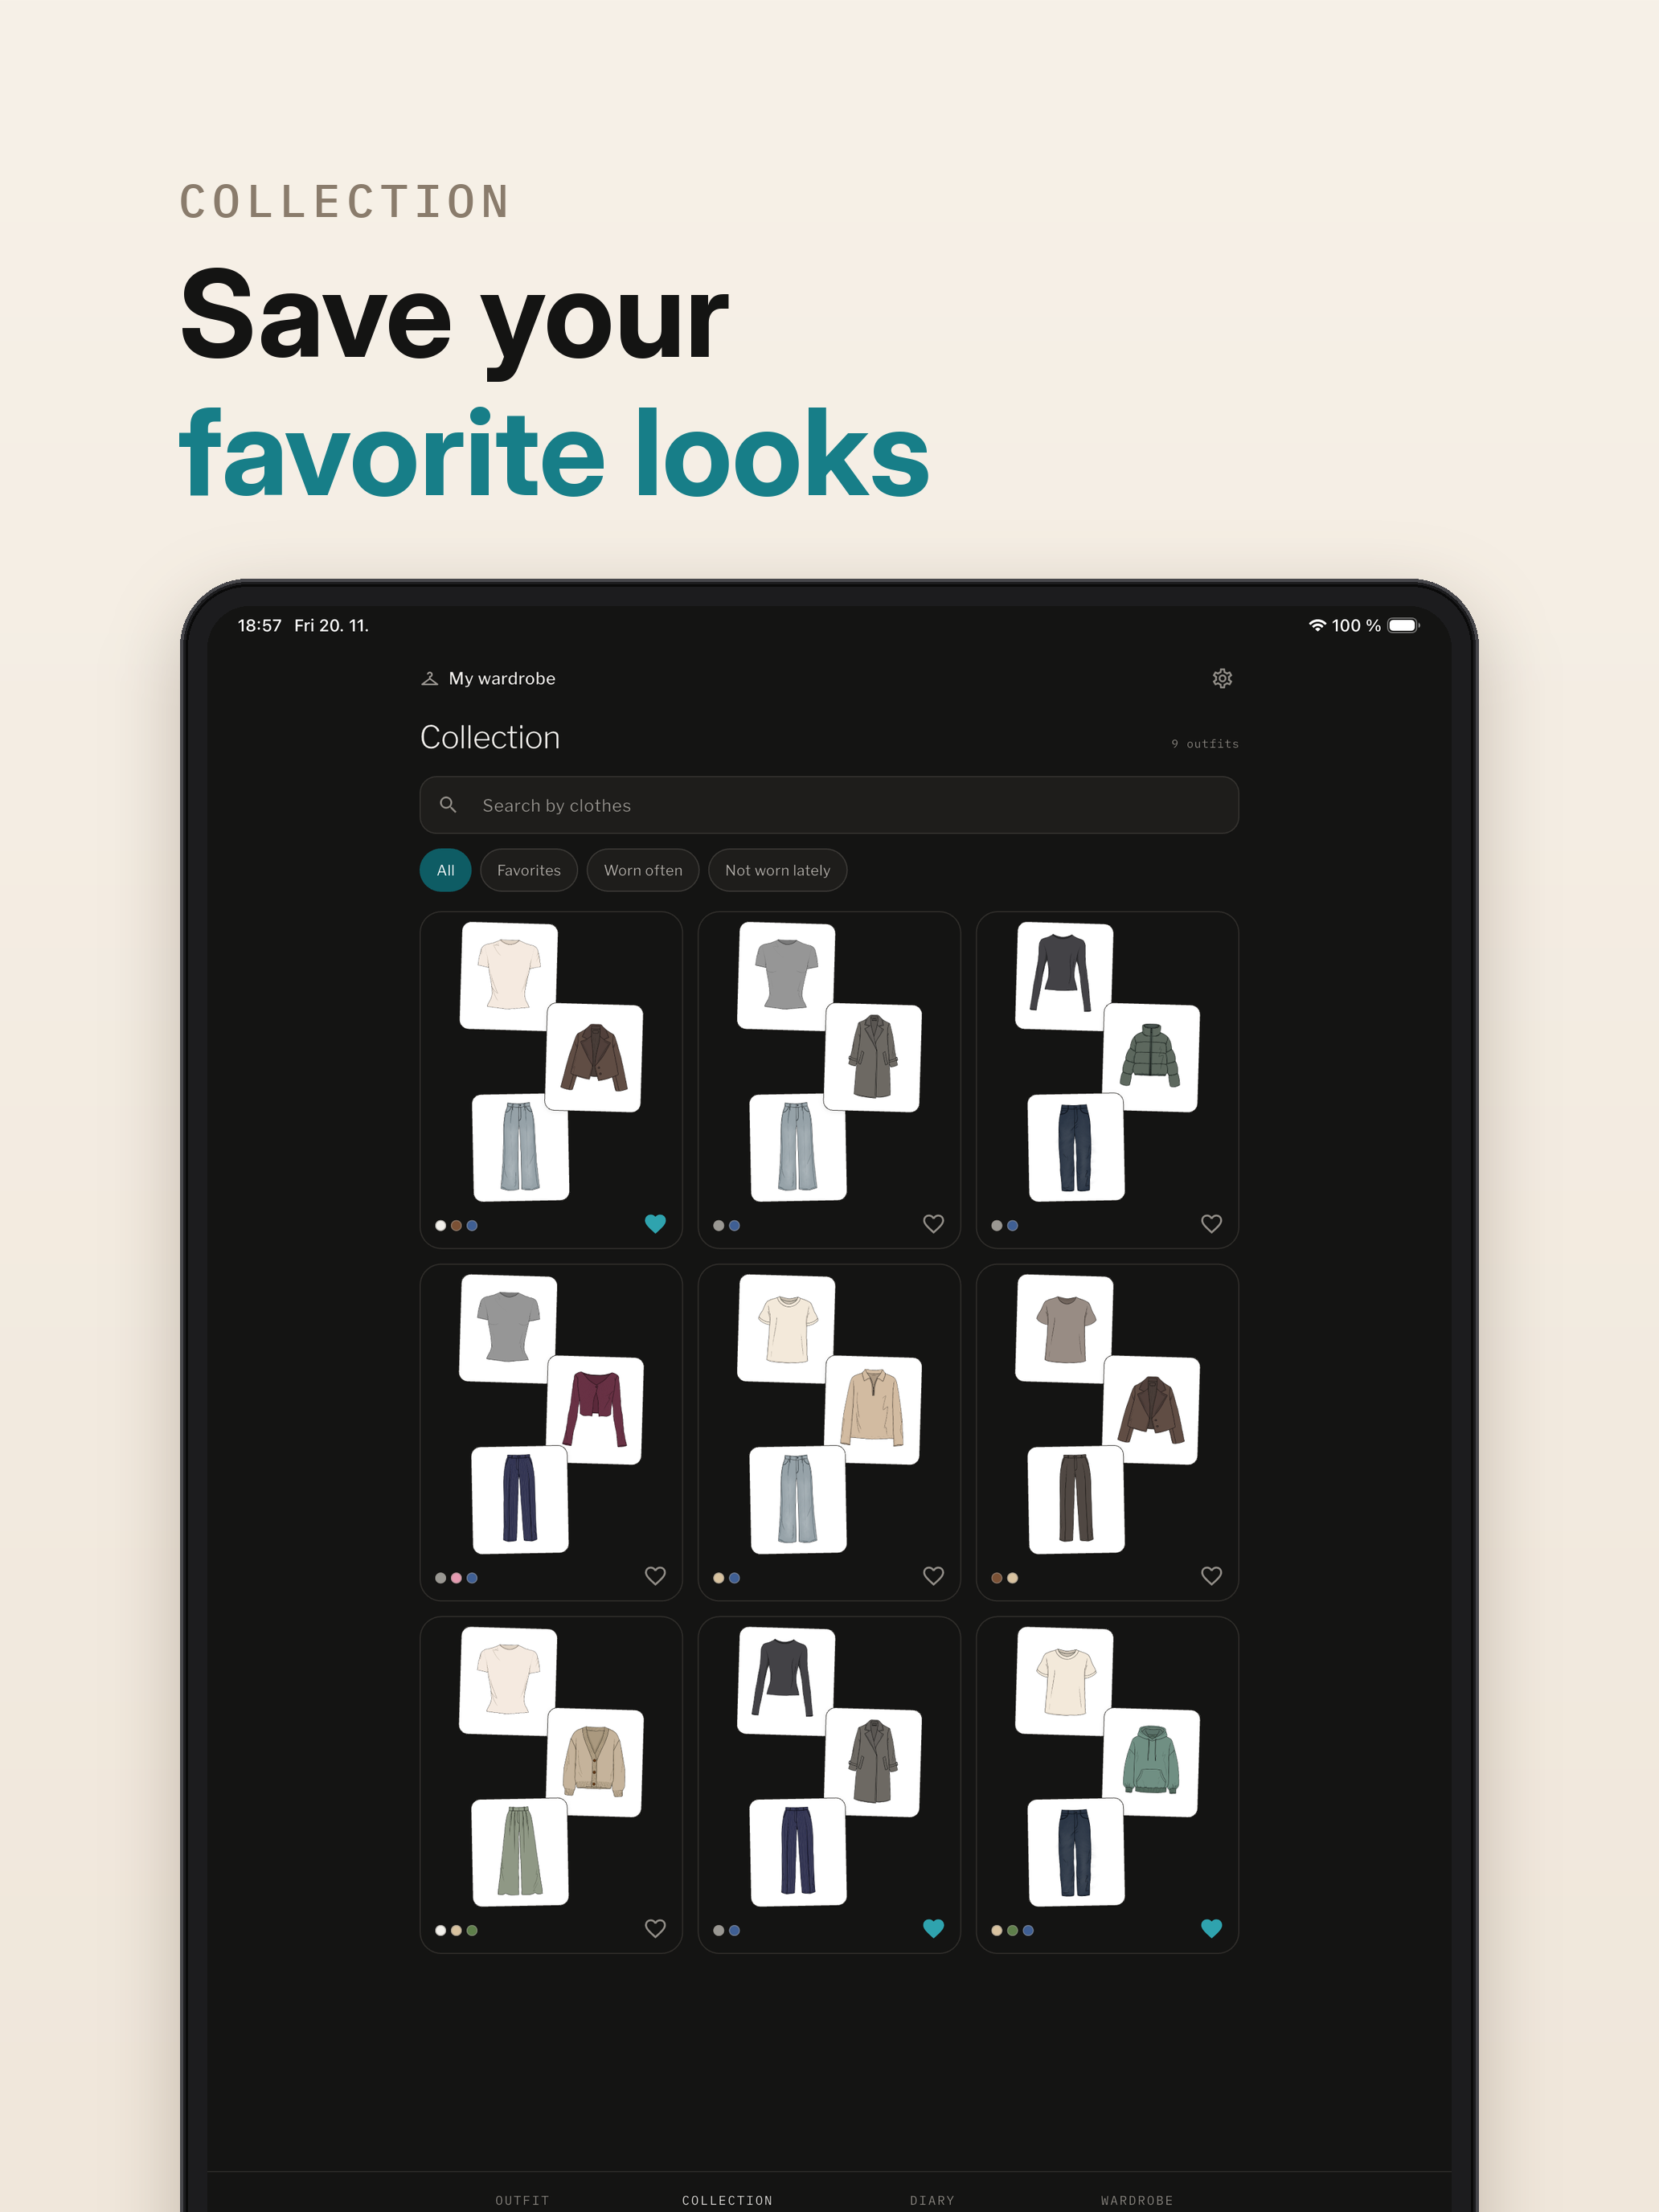 COLLECTION
Save your
favorite looks
18:57 Fri 20. 11.
100 %
My wardrobe
Collection
9 outfits
Search by clothes
All
Favorites
Worn often
Not worn lately
OUTFIT
COLLECTION
DIARY
WARDROBE